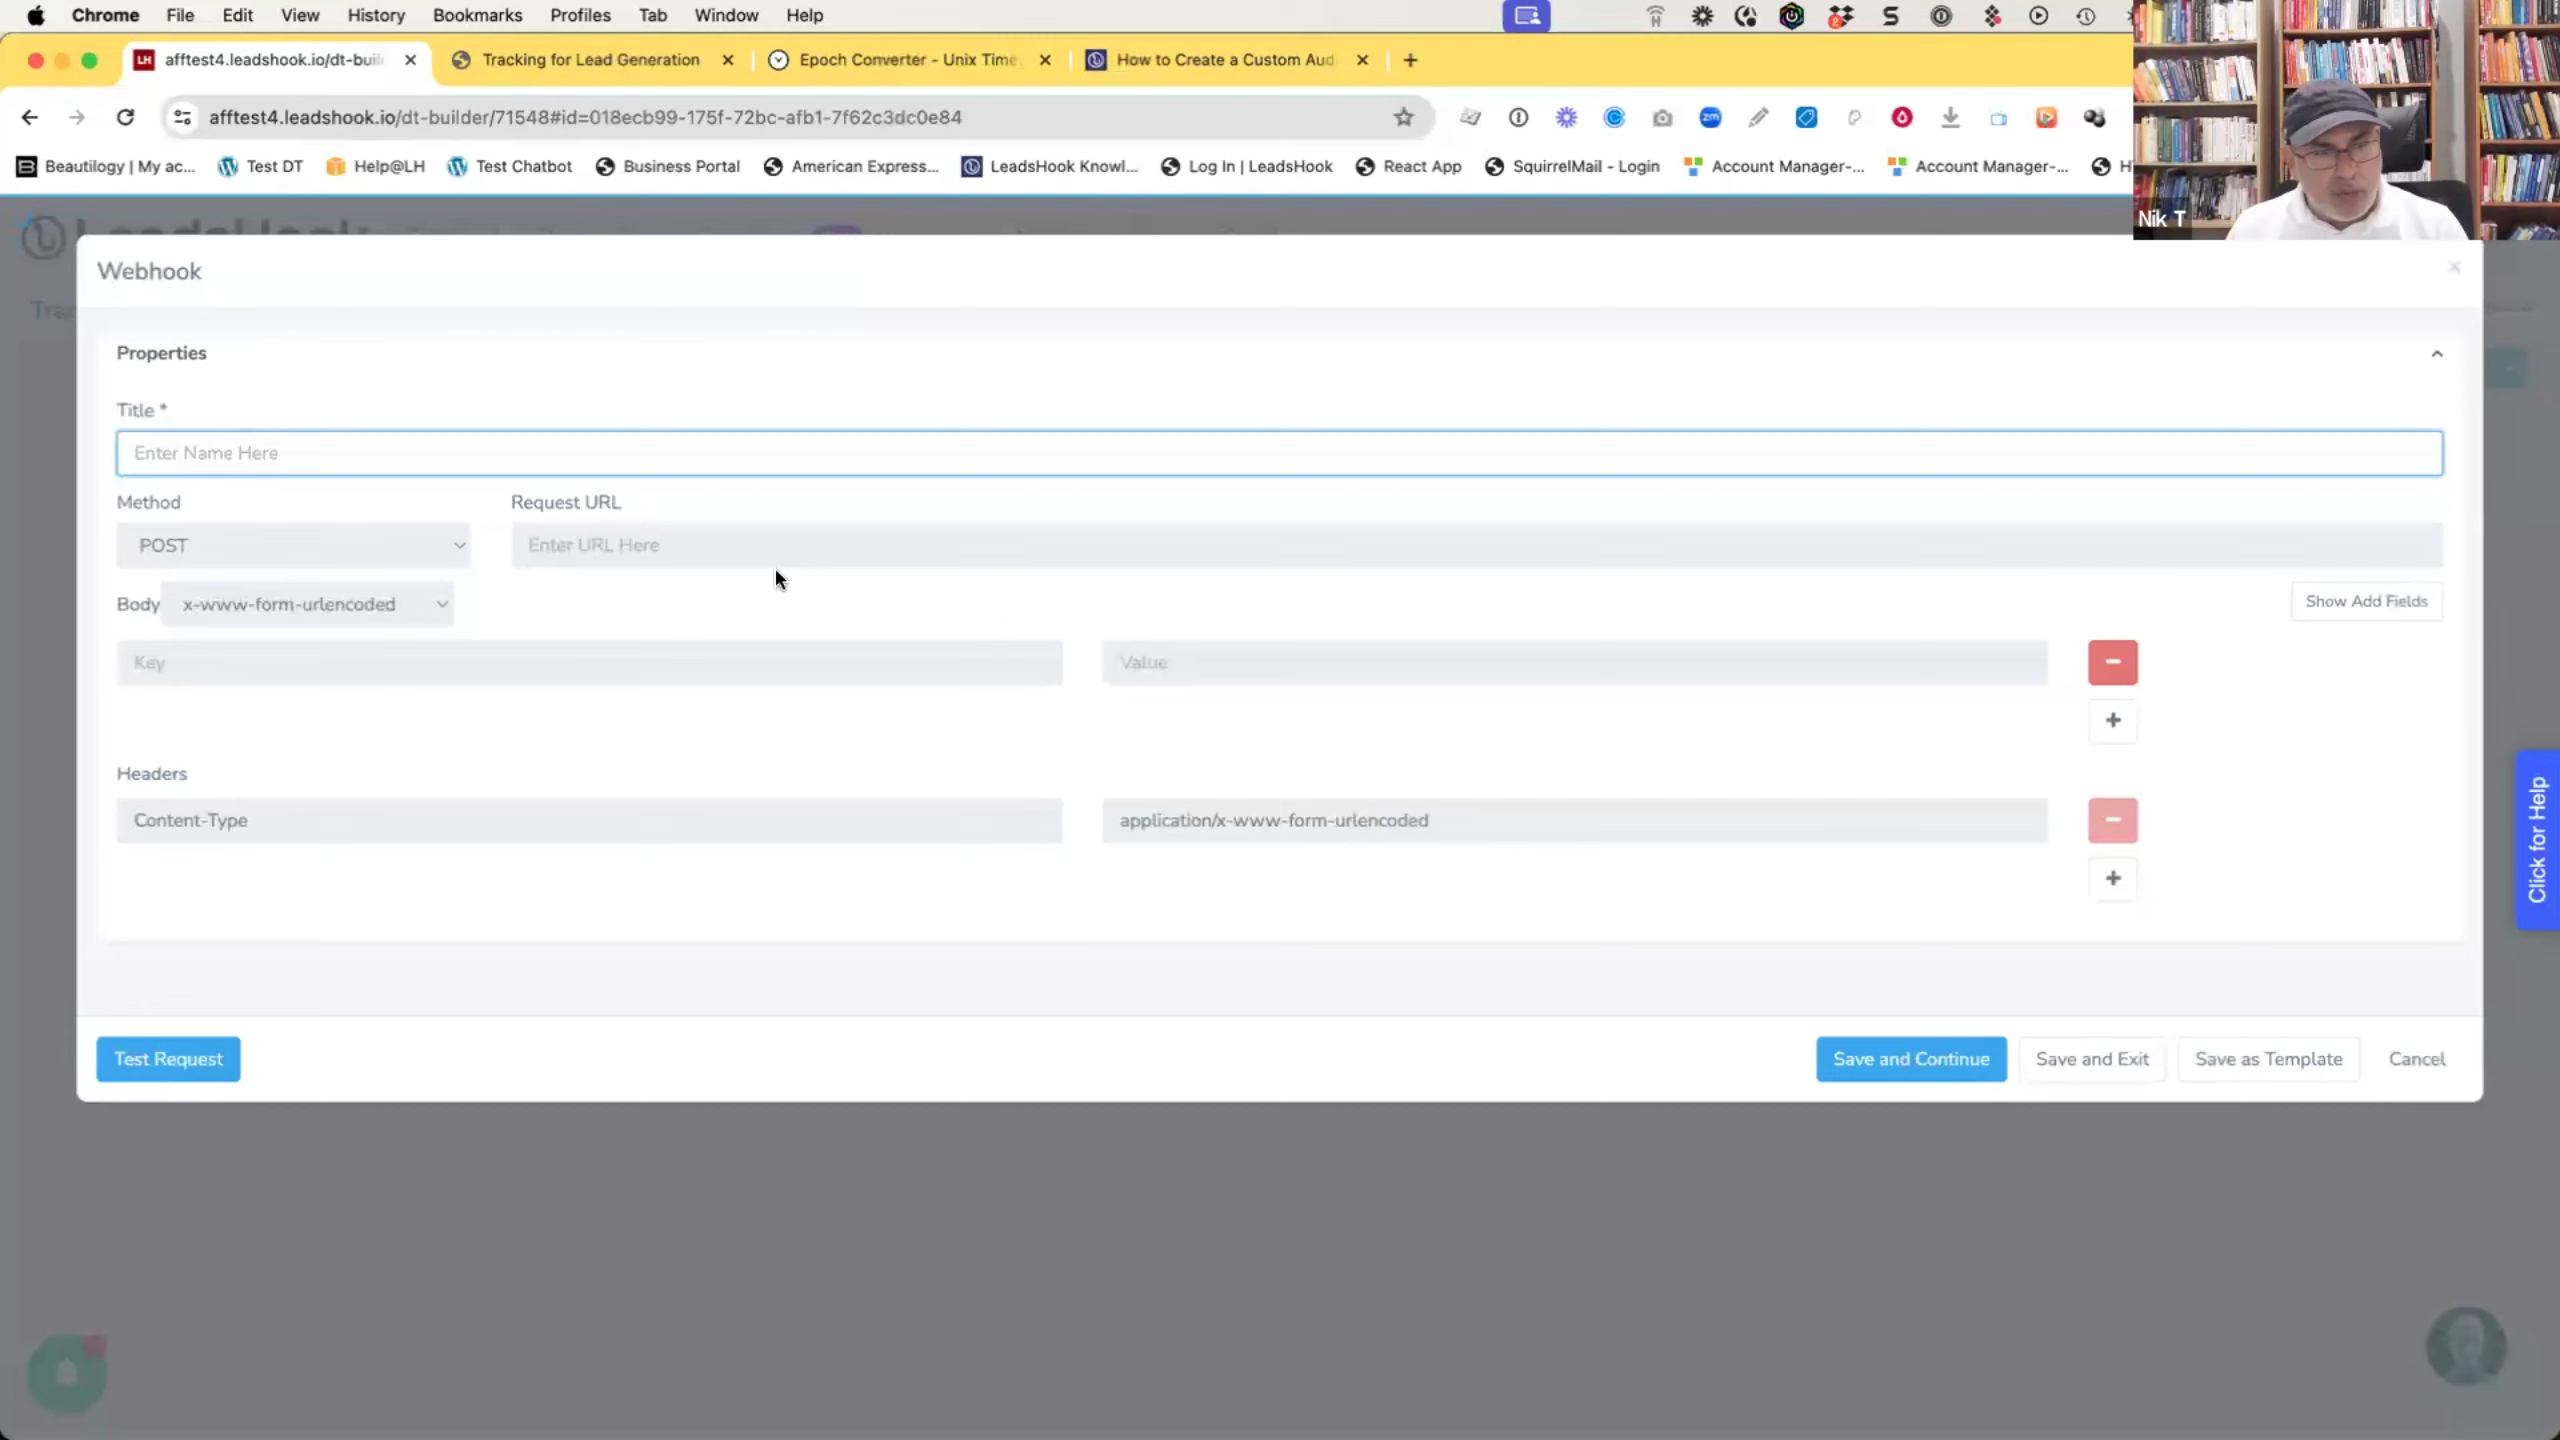 Chrome File Edit View History Bookmarks Profiles Tab Window Help
LH afftest4.leadshook.io/dt-buil Tracking for Lead Generation Epoch Converter - Unix Time How to Create a Custom Aud
afftest4.leadshook.io/dt-builder/71548#id=018ecb99-175f-72bc-afb1-7f62c3dc0e84
zm
Beautilogy | My ac... Test DT Help@LH Test Chatbot Business Portal American Express... LeadsHook Knowl... Log In | LeadsHook React App SquirrelMail - Login Account Manager-... Account Manager-...
Nik T
Webhook
Properties
Title *
Enter Name Here
Method Request URL
POST Enter URL Here
Body x-www-form-urlencoded Show Add Fields
Key Value
Headers
Content-Type application/x-www-form-urlencoded
Click for Help
Test Request Save and Continue Save and Exit Save as Template Cancel